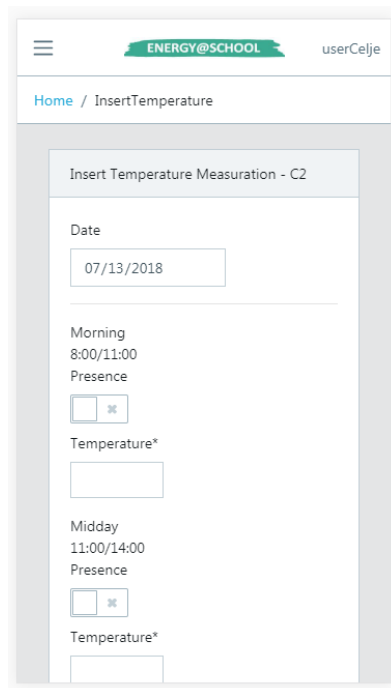 ENERGY@SCHOOL
userCelje
Home / InsertTemperature
Insert Temperature Measuration - C2
Date
07/13/2018
Morning
8:00/11:00
Presence
Temperature*
Midday
11:00/14:00
Presence
Temperature*